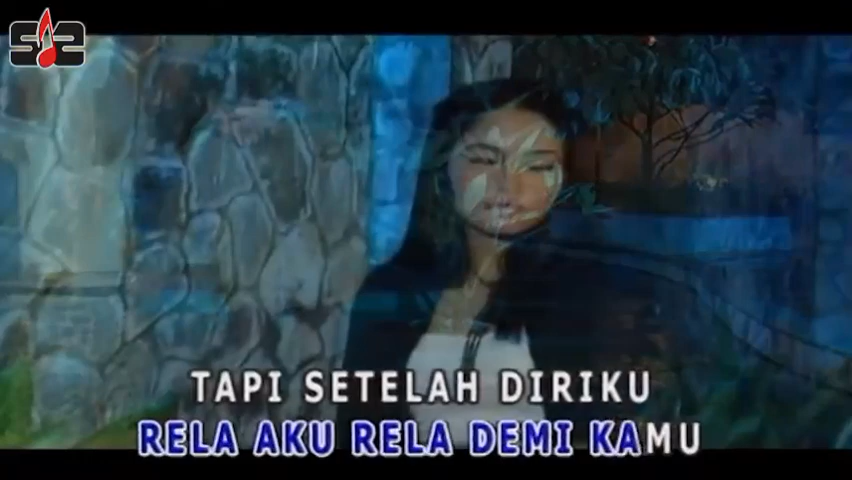 TAPI SETELAH DIRIKU
RELA AKU RELA DEMI KAMU